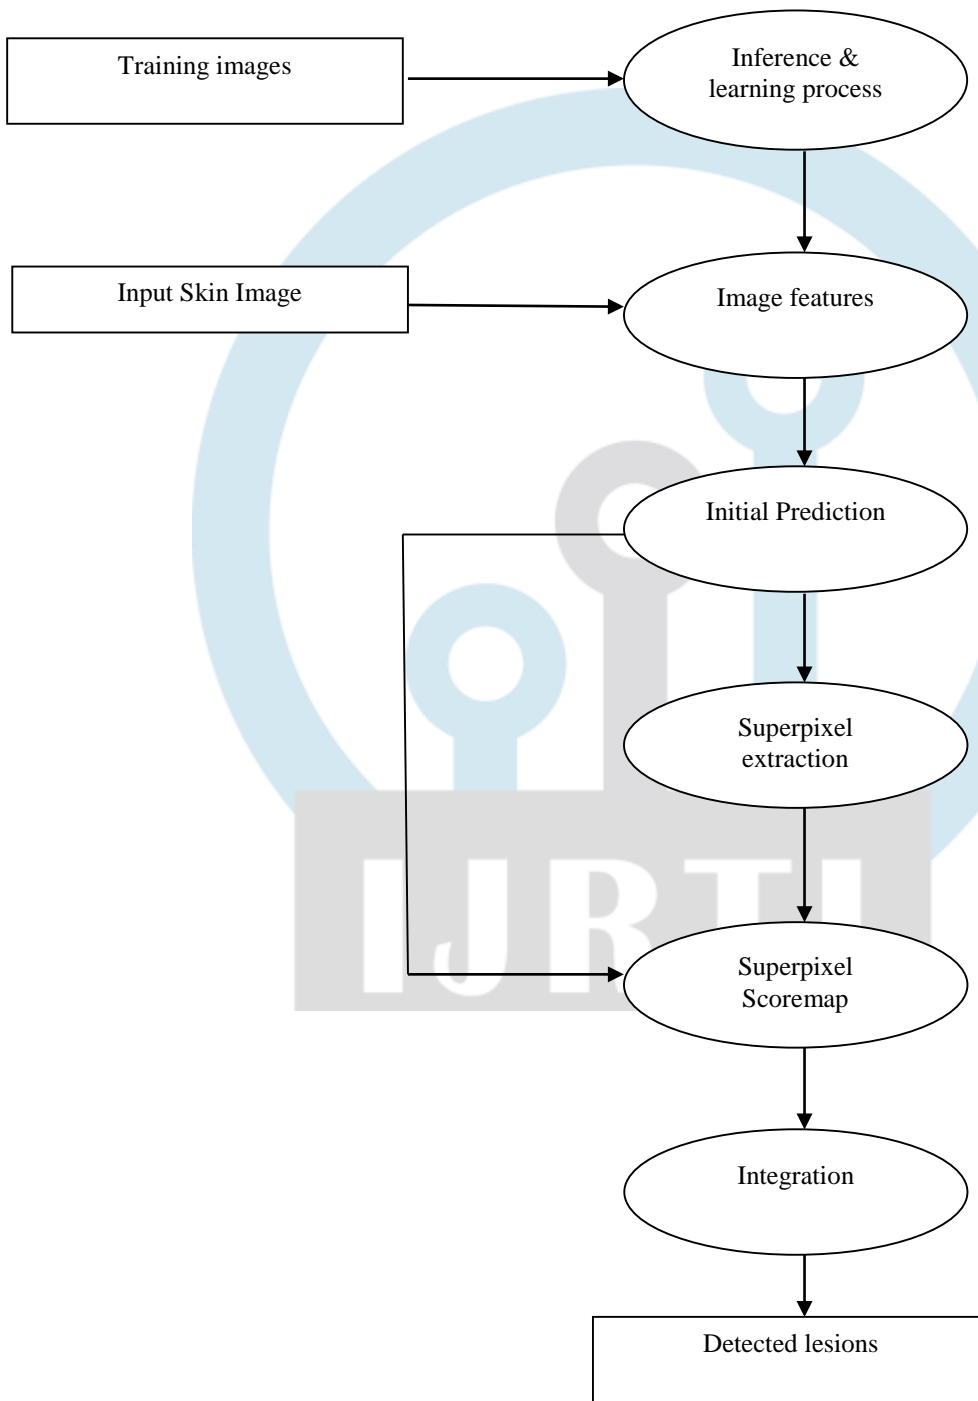 Training images
Inference &
learning process
Input Skin Image
Image features
Initial Prediction
Superpixel
extraction
IJRTI
Superpixel
Scoremap
Integration
Detected lesions